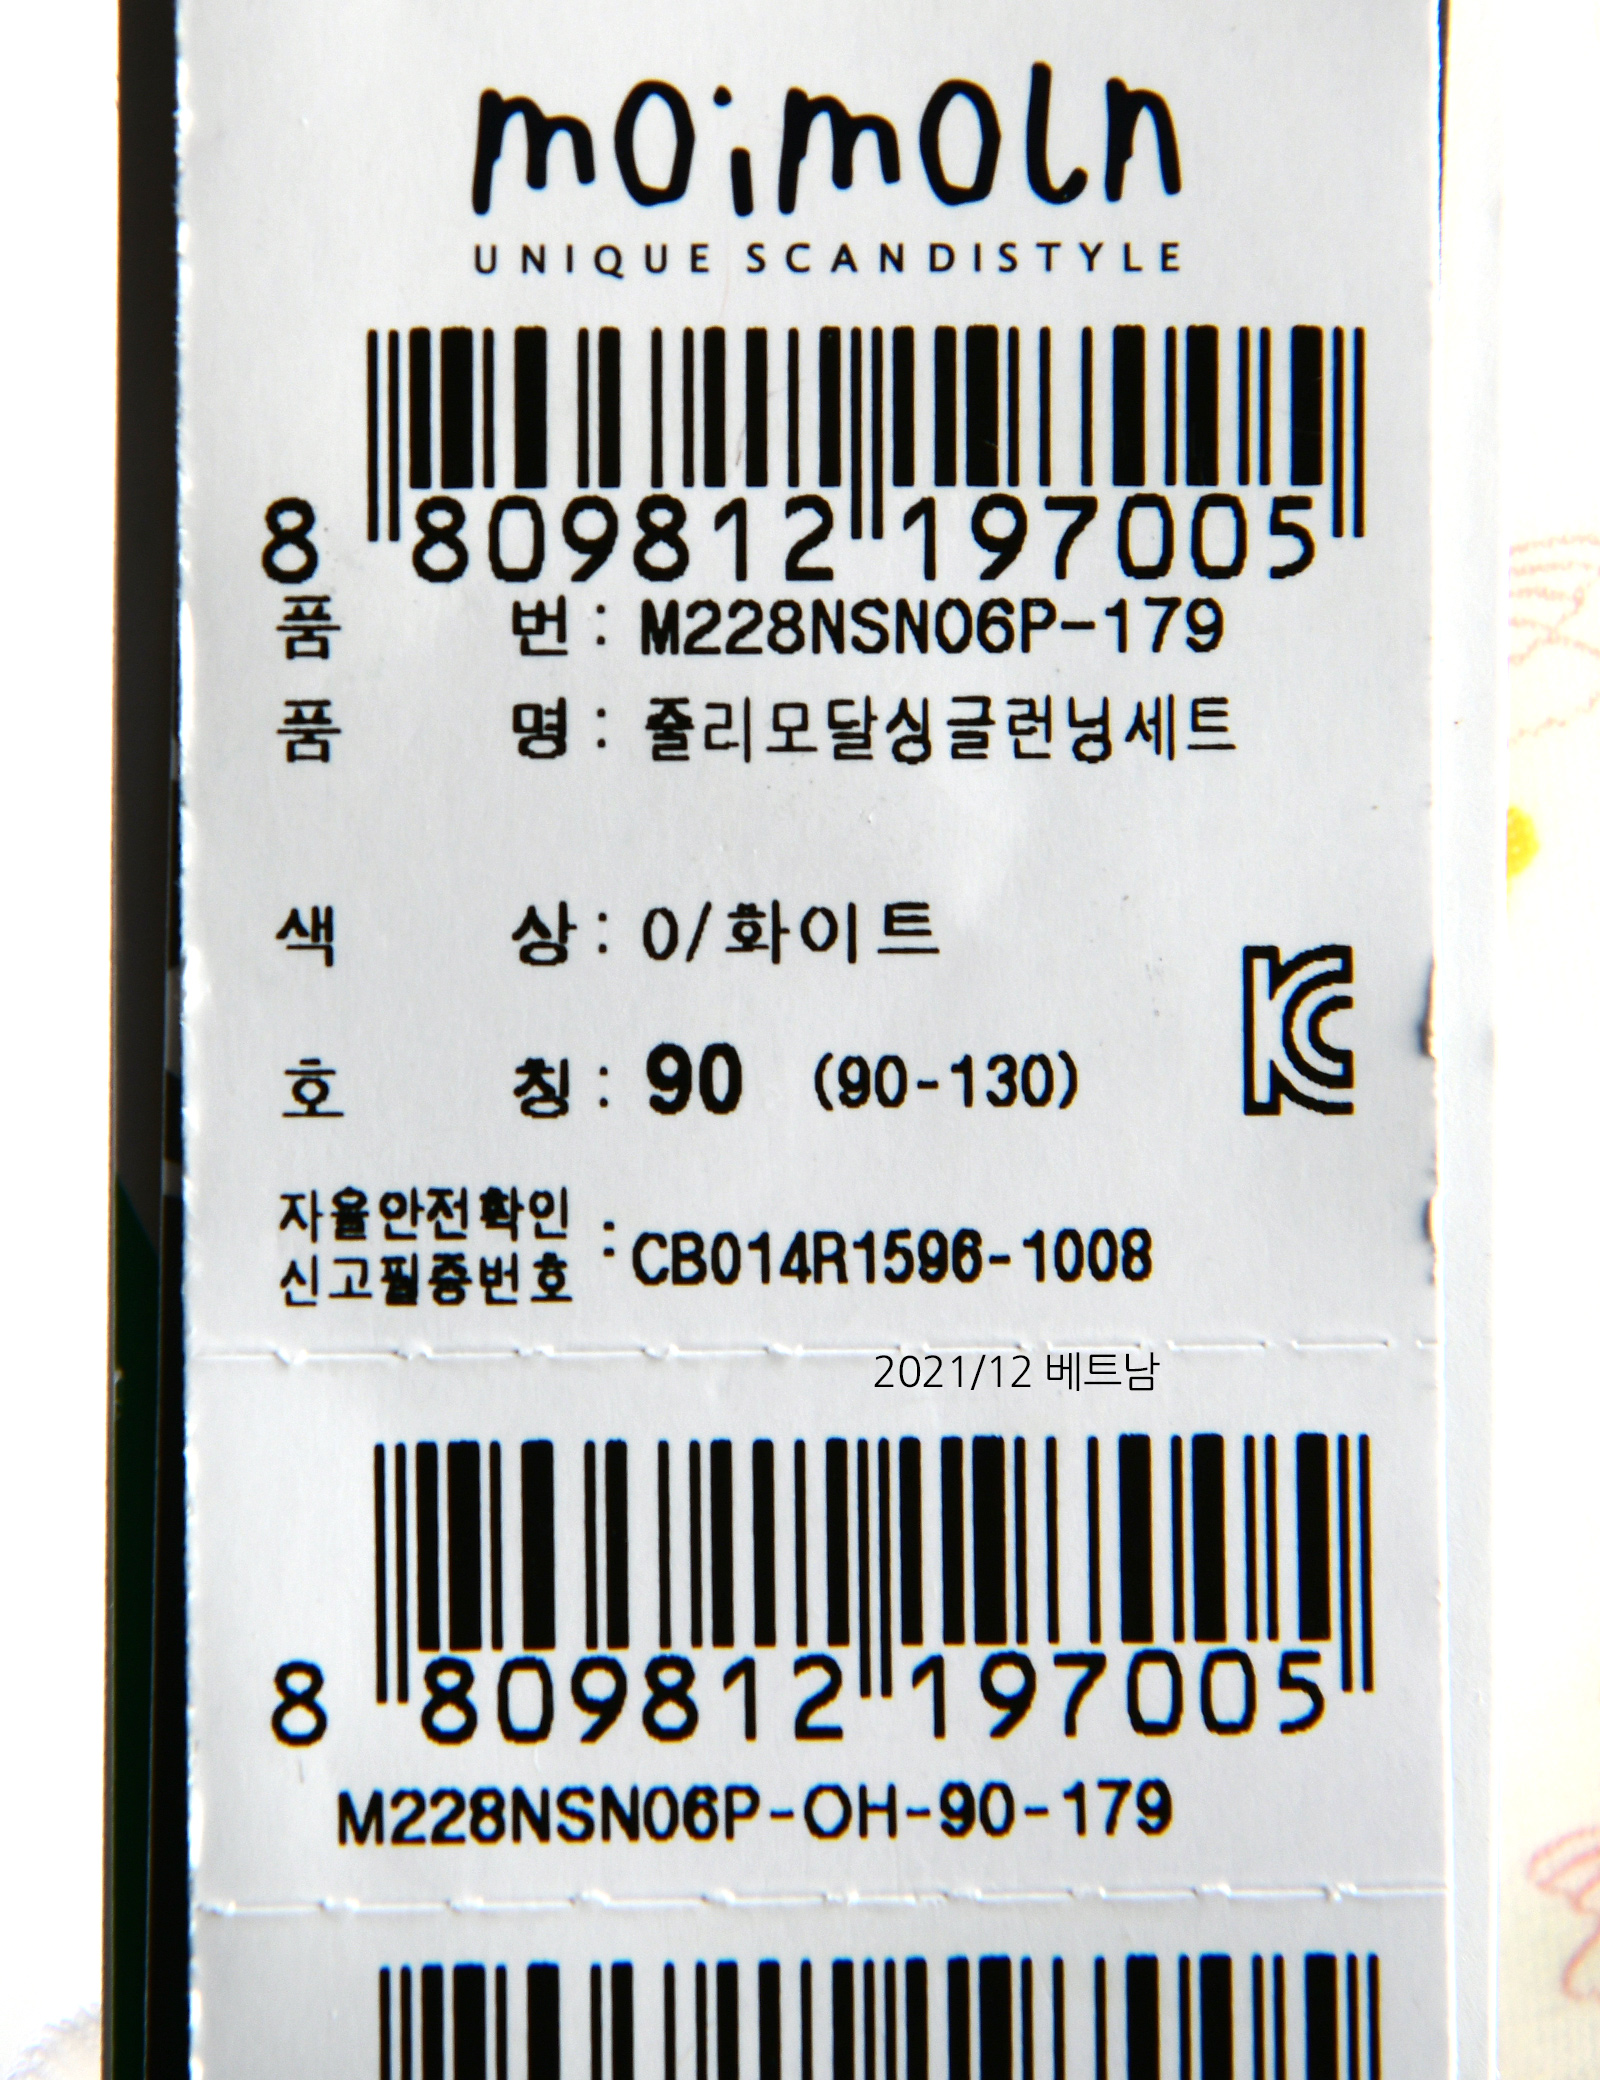 moimoln
UNIQUE SCANDISTYLE
8 809812 197005
품 번 : M228NSN06P-179
품 명 : 줄리모달싱글런닝세트
색 상 : 0/화이트
호 칭 : 90 (90-130)
자율안전확인
신고필증번호 : CB014R1596-1008
2021/12 베트남
8 809812 197005
M228NSN06P-OH-90-179